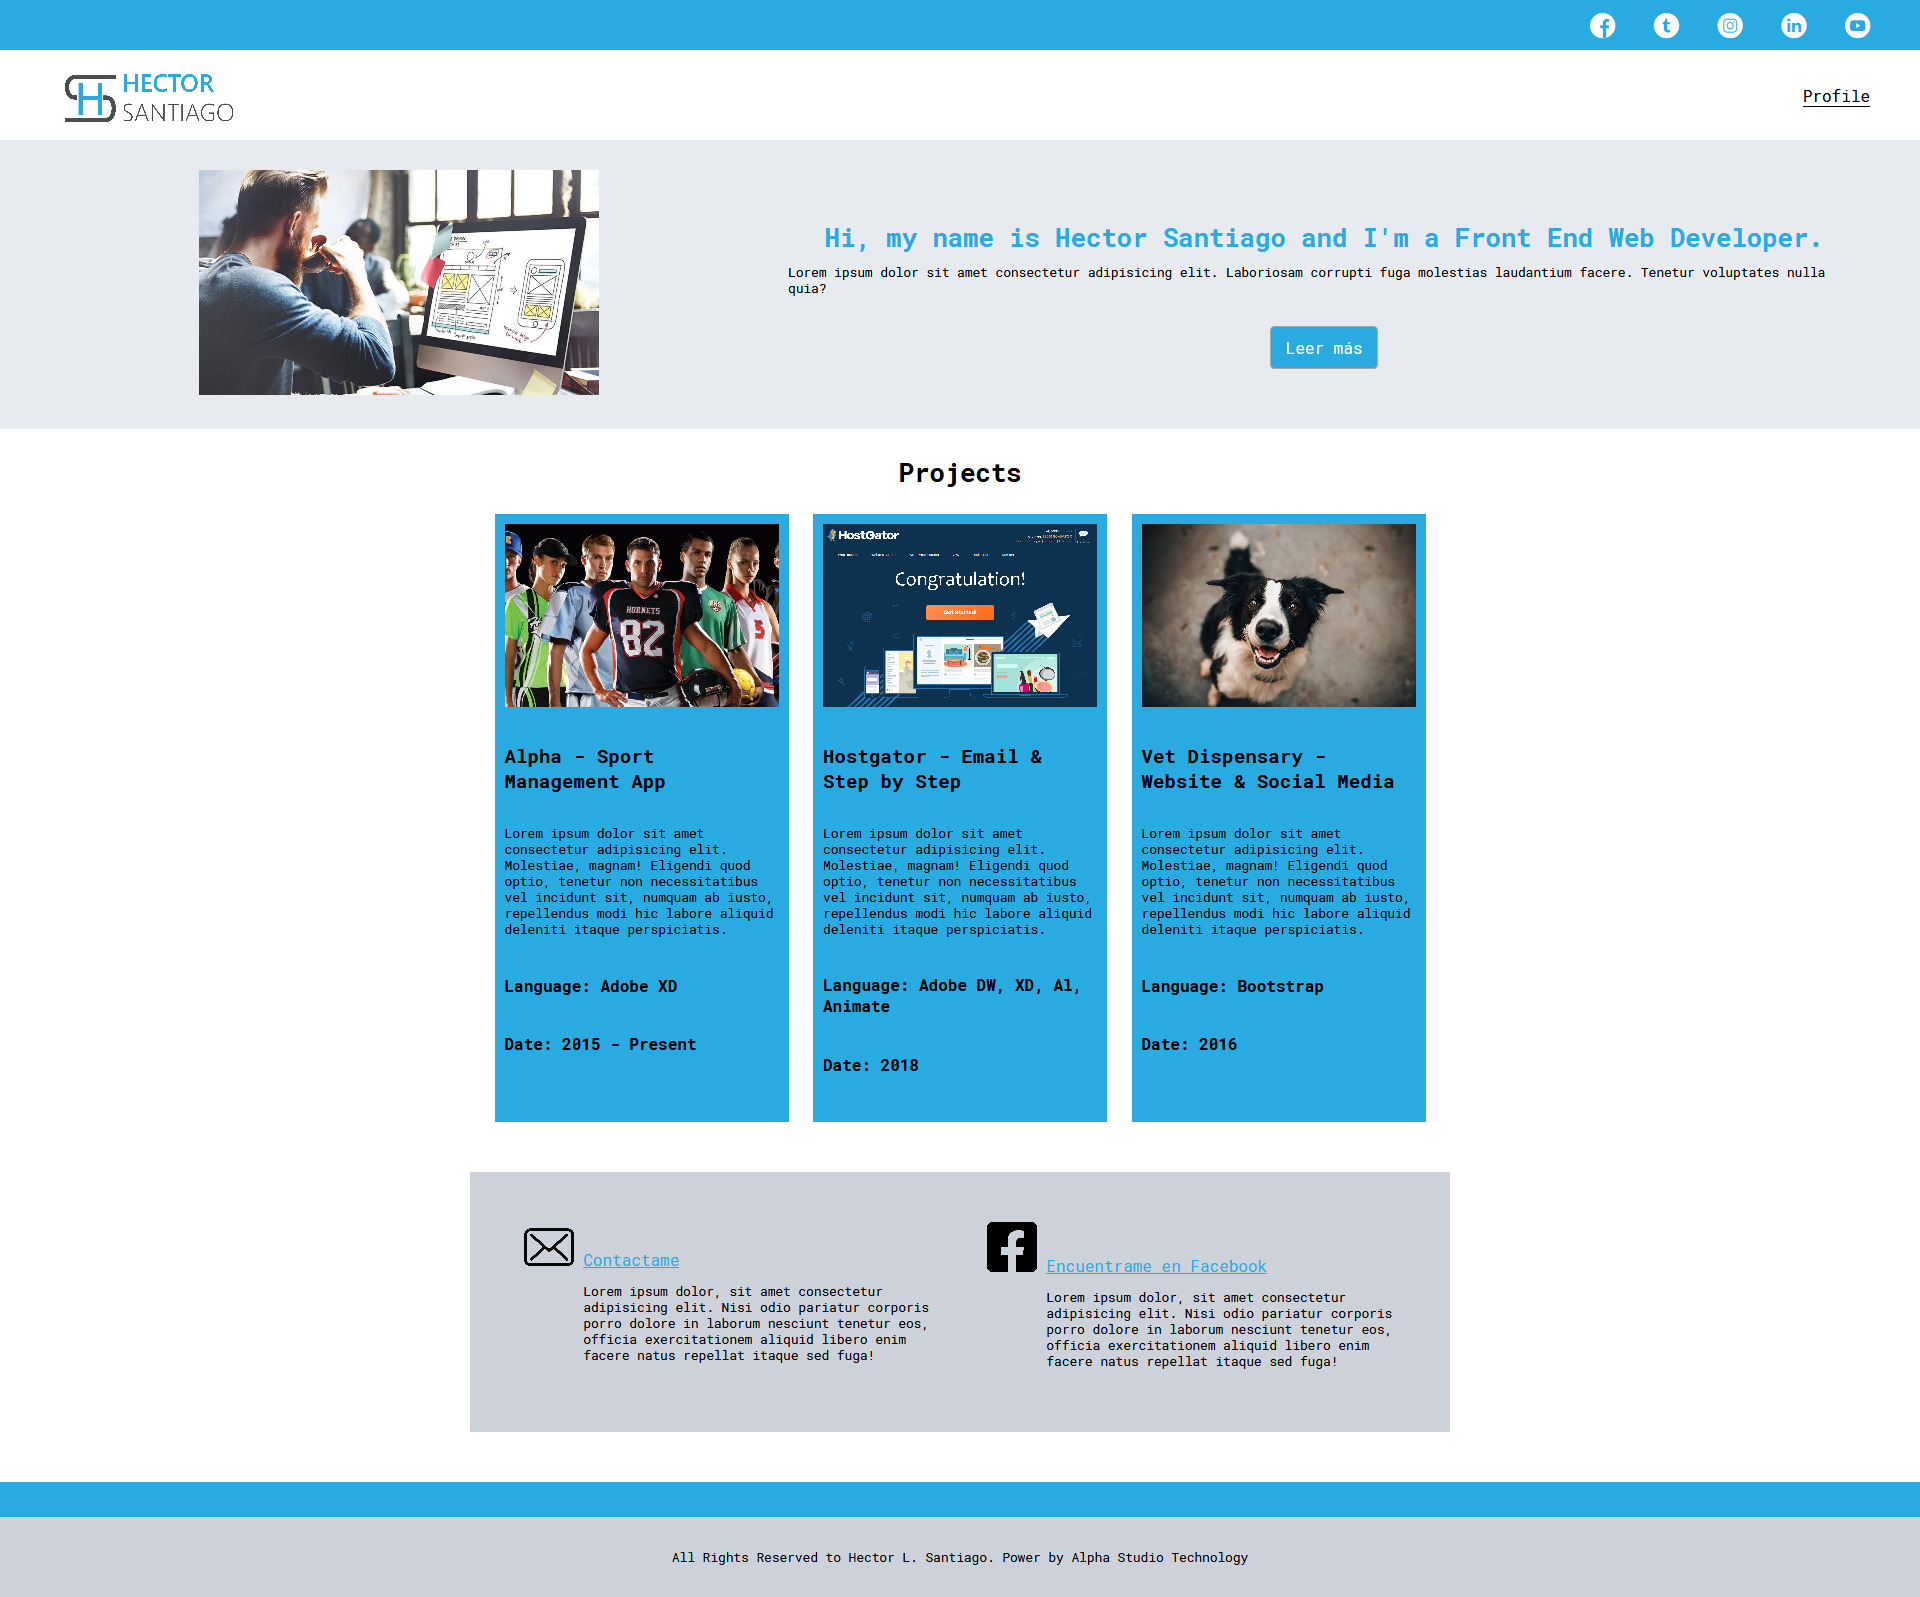 HECTOR
SANTIAGO
Profile
Hi, my name is Hector Santiago and I'm a Front End Web Developer.
Lorem ipsum dolor sit amet consectetur adipisicing elit. Laboriosam corrupti fuga molestias laudantium facere. Tenetur voluptates nulla
quia?
Leer más
Projects
HORNETS
82
5
HostGator
Congratulation!
Get Started!
Alpha - Sport
Management App
Lorem ipsum dolor sit amet
consectetur adipisicing elit.
Molestiae, magnam! Eligendi quod
optio, tenetur non necessitatibus
vel incidunt sit, numquam ab iusto,
repellendus modi hic labore aliquid
deleniti itaque perspiciatis.
Language: Adobe XD
Date: 2015 - Present
Hostgator - Email &
Step by Step
Lorem ipsum dolor sit amet
consectetur adipisicing elit.
Molestiae, magnam! Eligendi quod
optio, tenetur non necessitatibus
vel incidunt sit, numquam ab iusto,
repellendus modi hic labore aliquid
deleniti itaque perspiciatis.
Language: Adobe DW, XD, Al,
Animate
Date: 2018
Vet Dispensary -
Website & Social Media
Lorem ipsum dolor sit amet
consectetur adipisicing elit.
Molestiae, magnam! Eligendi quod
optio, tenetur non necessitatibus
vel incidunt sit, numquam ab iusto,
repellendus modi hic labore aliquid
deleniti itaque perspiciatis.
Language: Bootstrap
Date: 2016
Contactame
Lorem ipsum dolor, sit amet consectetur
adipisicing elit. Nisi odio pariatur corporis
porro dolore in laborum nesciunt tenetur eos,
officia exercitationem aliquid libero enim
facere natus repellat itaque sed fuga!
Encuentrame en Facebook
Lorem ipsum dolor, sit amet consectetur
adipisicing elit. Nisi odio pariatur corporis
porro dolore in laborum nesciunt tenetur eos,
officia exercitationem aliquid libero enim
facere natus repellat itaque sed fuga!
All Rights Reserved to Hector L. Santiago. Power by Alpha Studio Technology